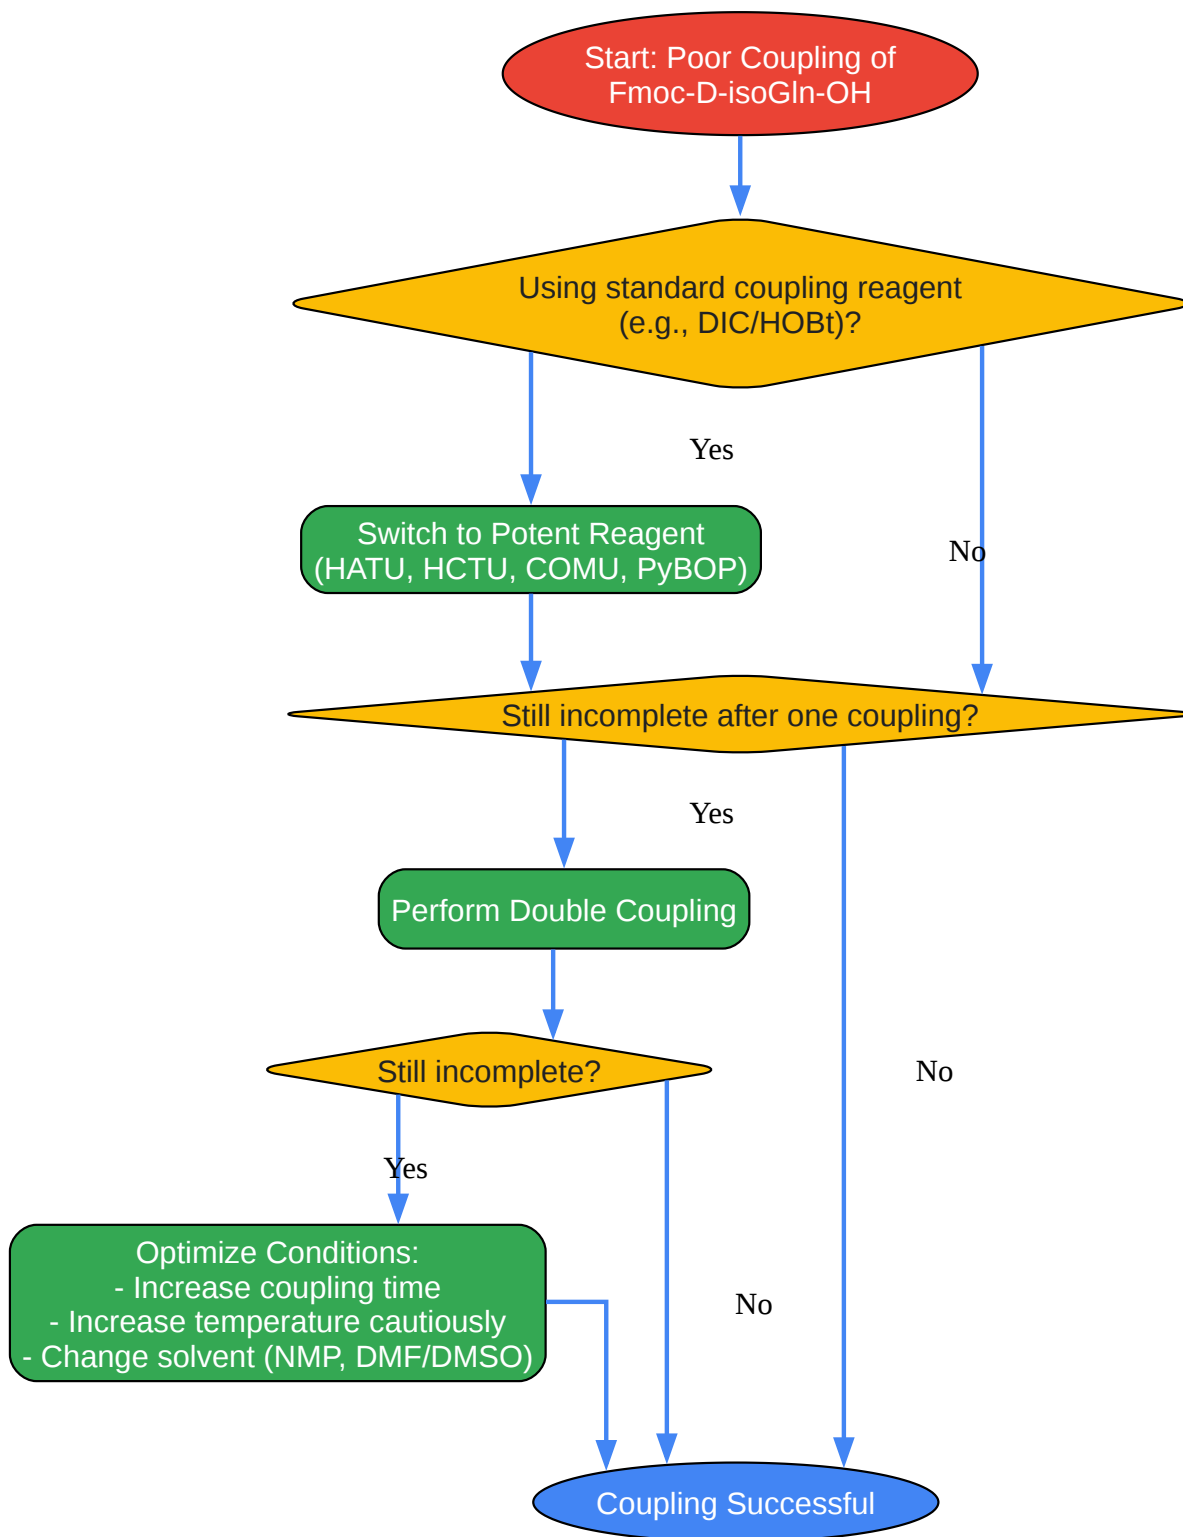 Start: Poor Coupling of
Fmoc-D-isoGln-OH
Using standard coupling reagent
(e.g., DIC/HOBt)?
Yes
Switch to Potent Reagent
(HATU, HCTU, COMU, PyBOP)
No
Still incomplete after one coupling?
Yes
Perform Double Coupling
Still incomplete?
No
Yes
Optimize Conditions:
- Increase coupling time
- Increase temperature cautiously
- Change solvent (NMP, DMF/DMSO)
No
Coupling Successful